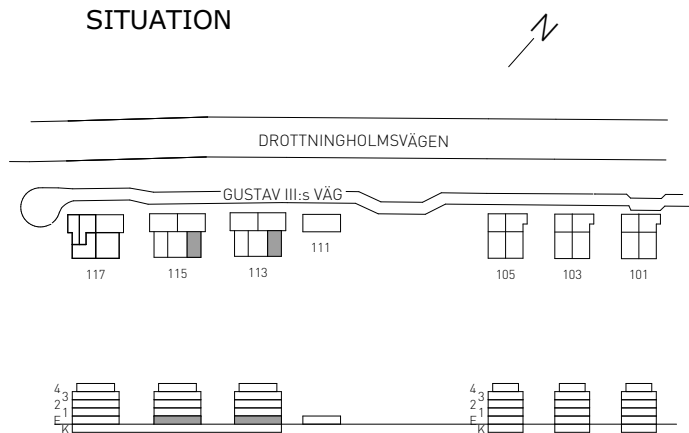 SITUATION
N
DROTTNINGHOLMSVÄGEN
GUSTAV III:s VÄG
117
115
113
111
105
103
101
4
3
2
1
E
K
4
3
2
1
E
K